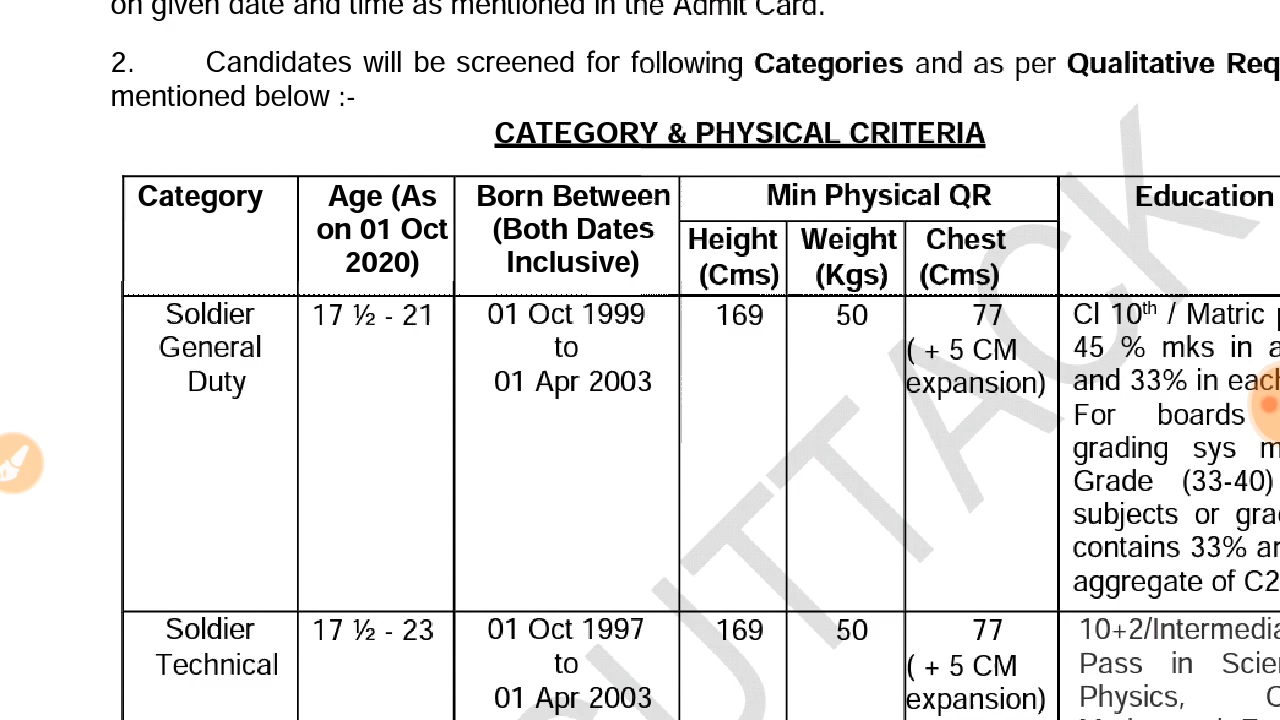 on given date and time as mentioned in the Admit Card.
2. Candidates will be screened for following Categories and as per Qualitative Req
mentioned below :-
CATEGORY & PHYSICAL CRITERIA
Category
Age (As
on 01 Oct
2020)
Born Between
(Both Dates
Inclusive)
Min Physical QR
Height
(Cms)
Weight
(Kgs)
Chest
(Cms)
Education
Soldier
General
Duty
17 ½ - 21
01 Oct 1999
to
01 Apr 2003
169
50
77
( + 5 CM
expansion)
Cl 10th / Matric p
45 % mks in a
and 33% in each
For boards
grading sys m
Grade (33-40)
subjects or gra
contains 33% an
aggregate of C2
Soldier
Technical
17 ½ - 23
01 Oct 1997
to
01 Apr 2003
169
50
77
( + 5 CM
expansion)
10+2/Intermedia
Pass in Scien
Physics, C
UTTACK